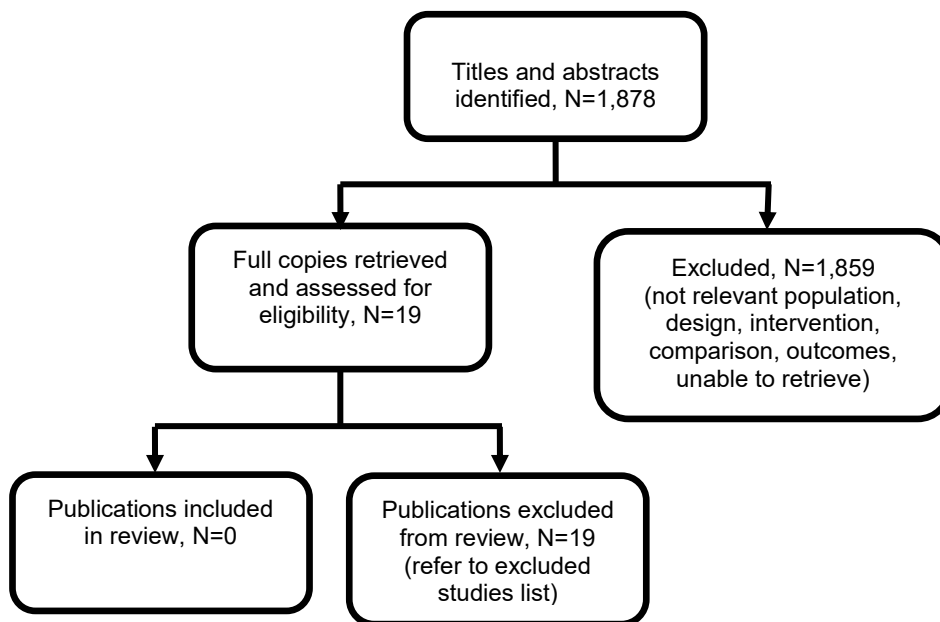 Titles and abstracts
identified, N=1,878
Full copies retrieved
and assessed for
eligibility, N=19
Excluded, N=1,859
(not relevant population,
design, intervention,
comparison, outcomes,
unable to retrieve)
Publications included
in review, N=0
Publications excluded
from review, N=19
(refer to excluded
studies list)